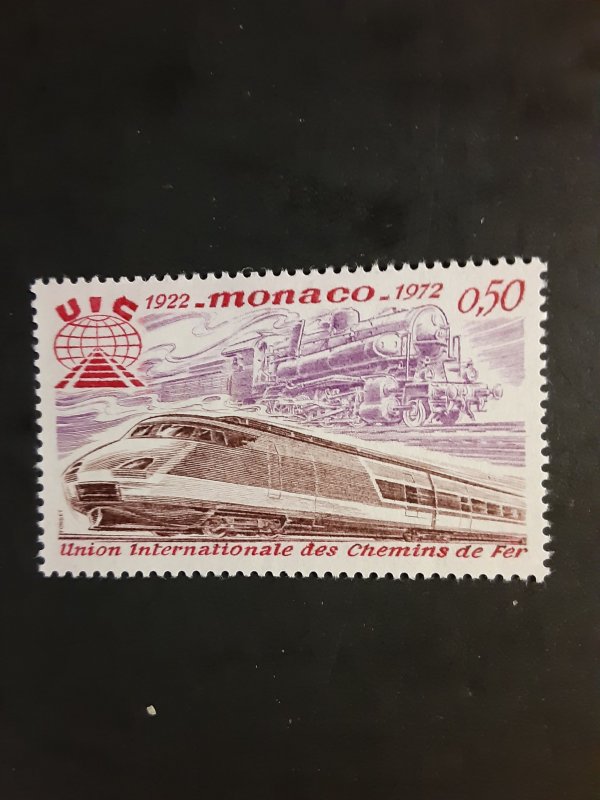 UIC 1922 - monaco - 1972 0,50
Union Internationale des Chemins de Fer